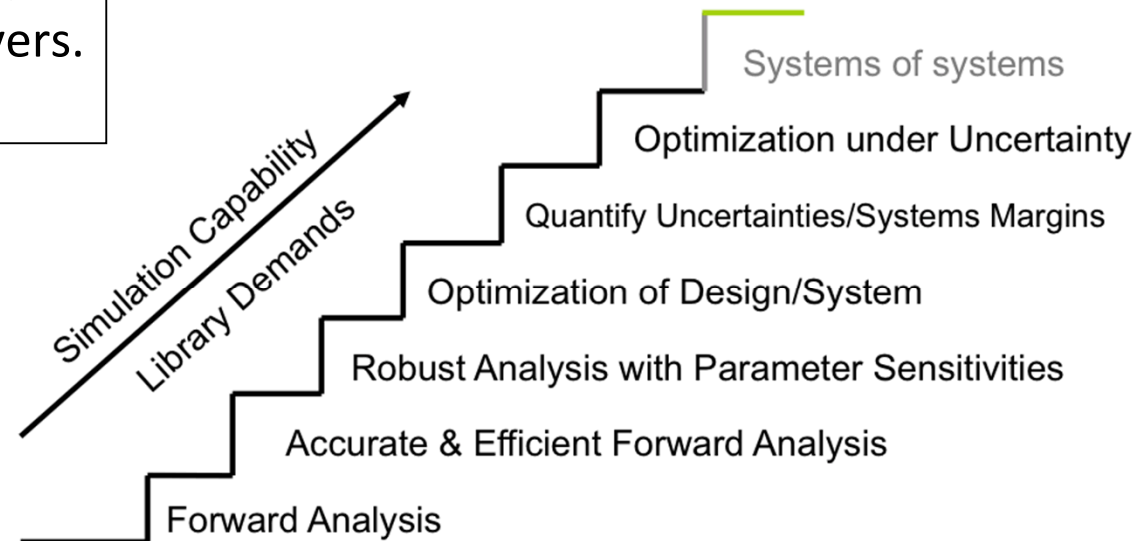 Systems of systems
Optimization under Uncertainty
Quantify Uncertainties/Systems Margins
Optimization of Design/System
Robust Analysis with Parameter Sensitivities
Accurate & Efficient Forward Analysis
Forward Analysis
Simulation Capability
Library Demands